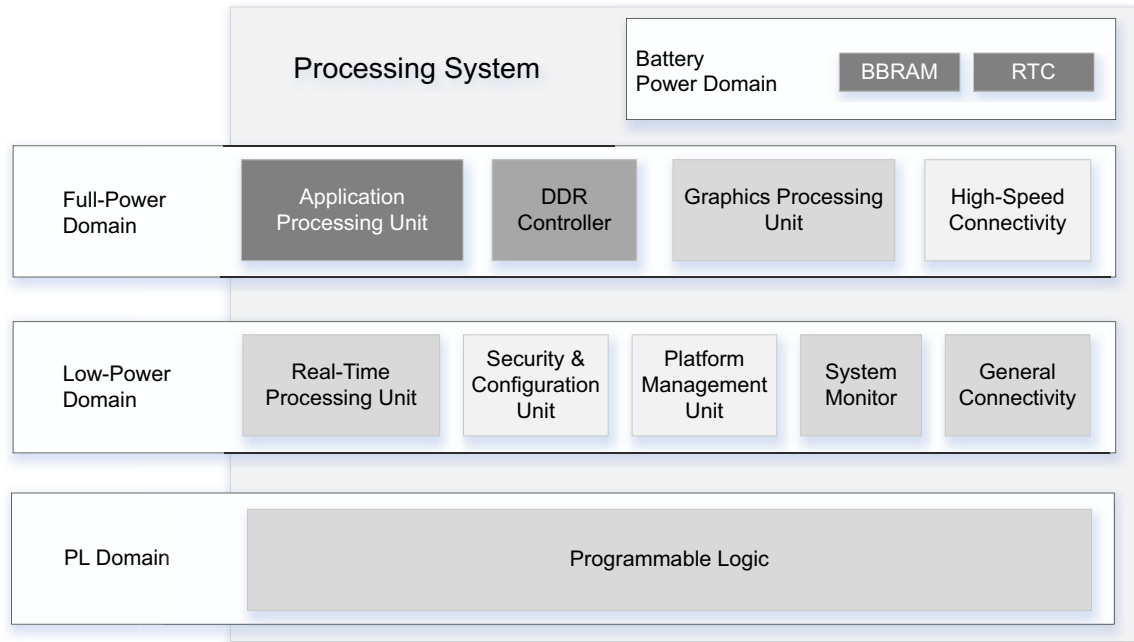 Processing System
Battery
Power Domain
BBRAM
RTC
Full-Power
Domain
Application
Processing Unit
DDR
Controller
Graphics Processing
Unit
High-Speed
Connectivity
Low-Power
Domain
Real-Time
Processing Unit
Security &
Configuration
Unit
Platform
Management
Unit
System
Monitor
General
Connectivity
PL Domain
Programmable Logic